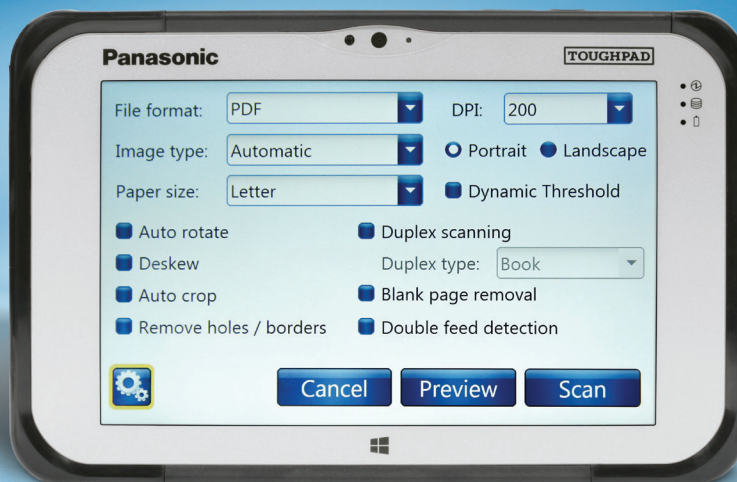 Panasonic
TOUGHPAD
File format: PDF DPI: 200
Image type: Automatic Portrait Landscape
Paper size: Letter Dynamic Threshold
Auto rotate Duplex scanning
Deskew Duplex type: Book
Auto crop Blank page removal
Remove holes / borders Double feed detection
Cancel Preview Scan